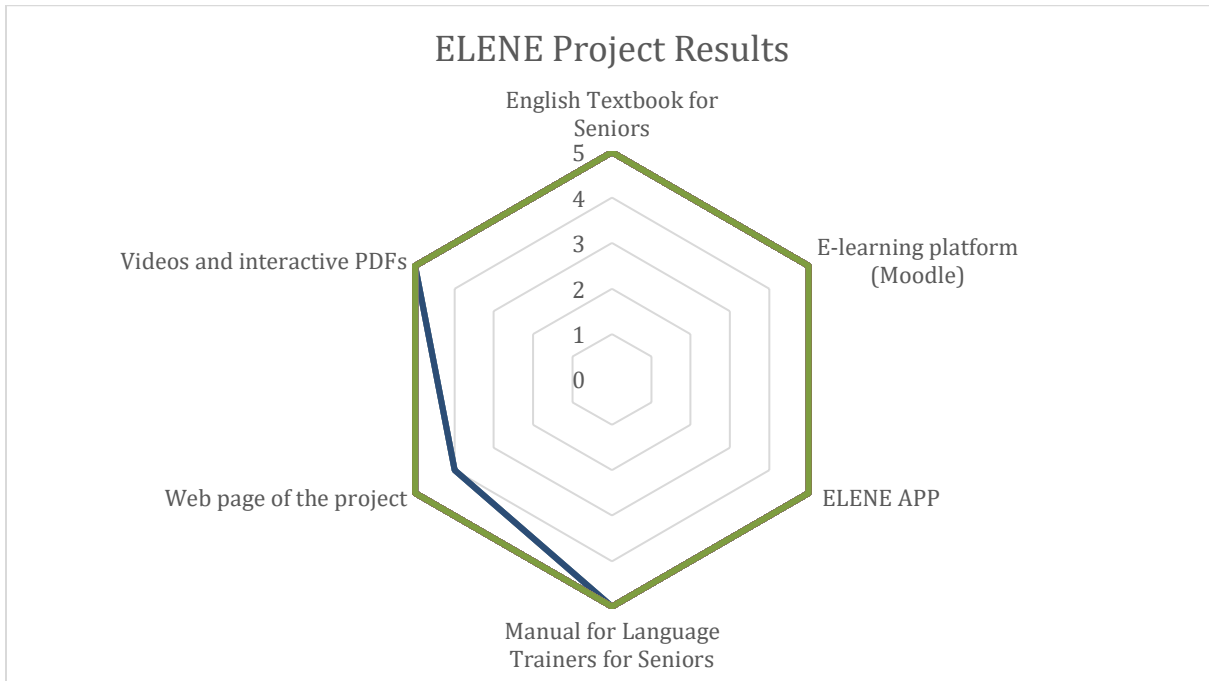 ELENE Project Results
English Textbook for
Seniors
5
4
3
2
1
0
E-learning platform
(Moodle)
Videos and interactive PDFs
Web page of the project
ELENE APP
Manual for Language
Trainers for Seniors